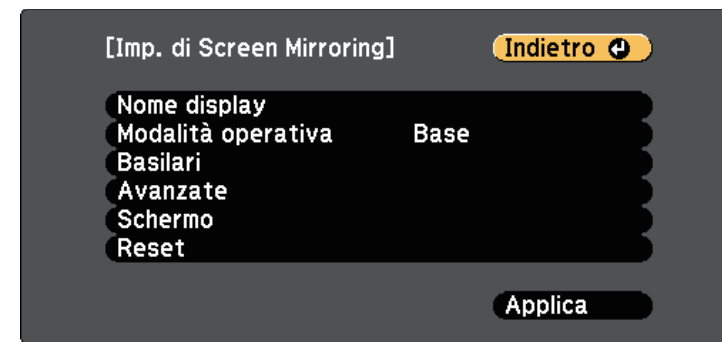 [Imp. di Screen Mirroring] Indietro
Nome display
Modalità operativa Base
Basilari
Avanzate
Schermo
Reset
Applica